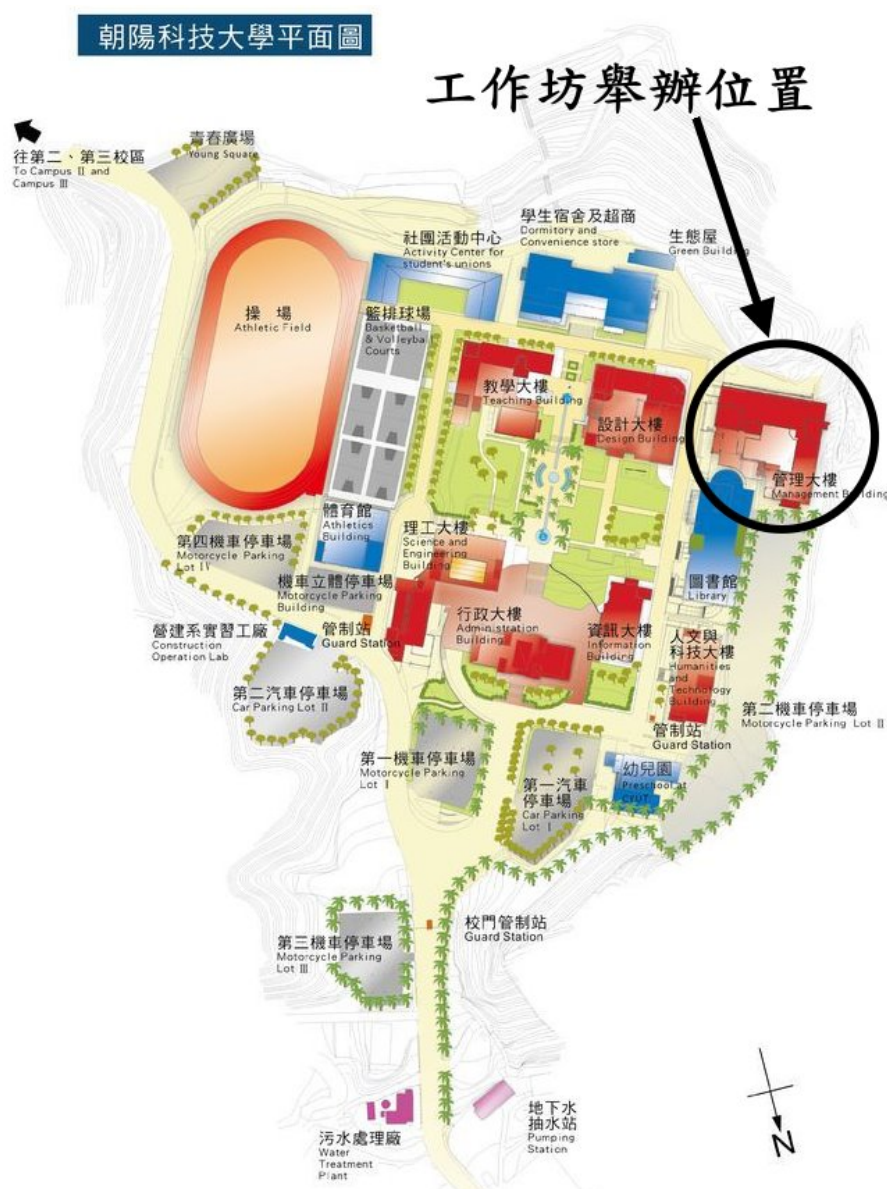 朝陽科技大學平面圖
工作坊舉辦位置
往第二、第三校區
To Campus Ⅱ and
Campus Ⅲ
青春廣場
Young Square
學生宿舍及超商
Dormitory and
Convenience store
生態屋
Green Building
社團活動中心
Activity Center for
student's unions
操 場
Athletic Field
籃排球場
Basketball
& Volleyball
Courts
教學大樓
Teaching Building
設計大樓
Design Building
管理大樓
Management Building
體育館
Athletics
Building
理工大樓
Science and
Engineering
Building
第四機車停車場
Motorcycle Parking
Lot Ⅳ
機車立體停車場
Motorcycle Parking
Building
圖書館
Library
行政大樓
Administration
Building
資訊大樓
Information
Building
人文與
科技大樓
Humanities
and
Technology
Building
營建系實習工廠
Construction
Operation Lab
管制站
Guard Station
第二汽車停車場
Car Parking Lot Ⅱ
第二機車停車場
Motorcycle Parking Lot Ⅱ
管制站
Guard Station
第一機車停車場
Motorcycle Parking
Lot Ⅰ
第一汽車
停車場
Car Parking
Lot Ⅰ
幼兒園
Preschool at
CYUT
校門管制站
Guard Station
第三機車停車場
Motorcycle Parking
Lot Ⅲ
污水處理廠
Water
Treatment
Plant
地下水
抽水站
Pumping
Station
N